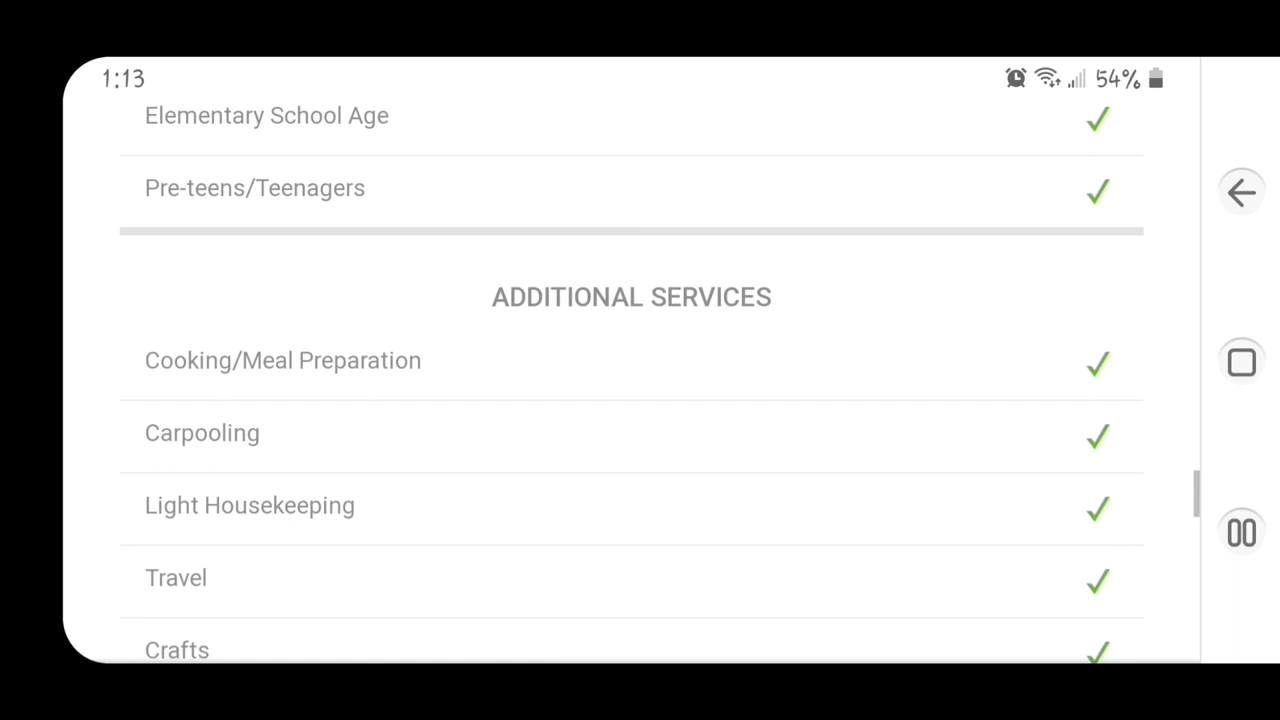 1:13 54%
Elementary School Age
Pre-teens/Teenagers
ADDITIONAL SERVICES
Cooking/Meal Preparation
Carpooling
Light Housekeeping
Travel
Crafts